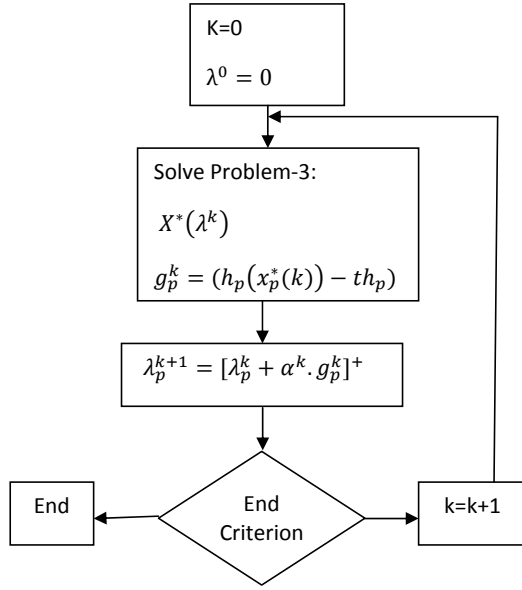 K=0
λ⁰ = 0
Solve Problem-3:
X*(λᵏ)
gₚᵏ = (hₚ(xₚ*(k)) − thₚ)
λₚᵏ⁺¹ = [λₚᵏ + αᵏ. gₚᵏ]⁺
End
Criterion
End
k=k+1